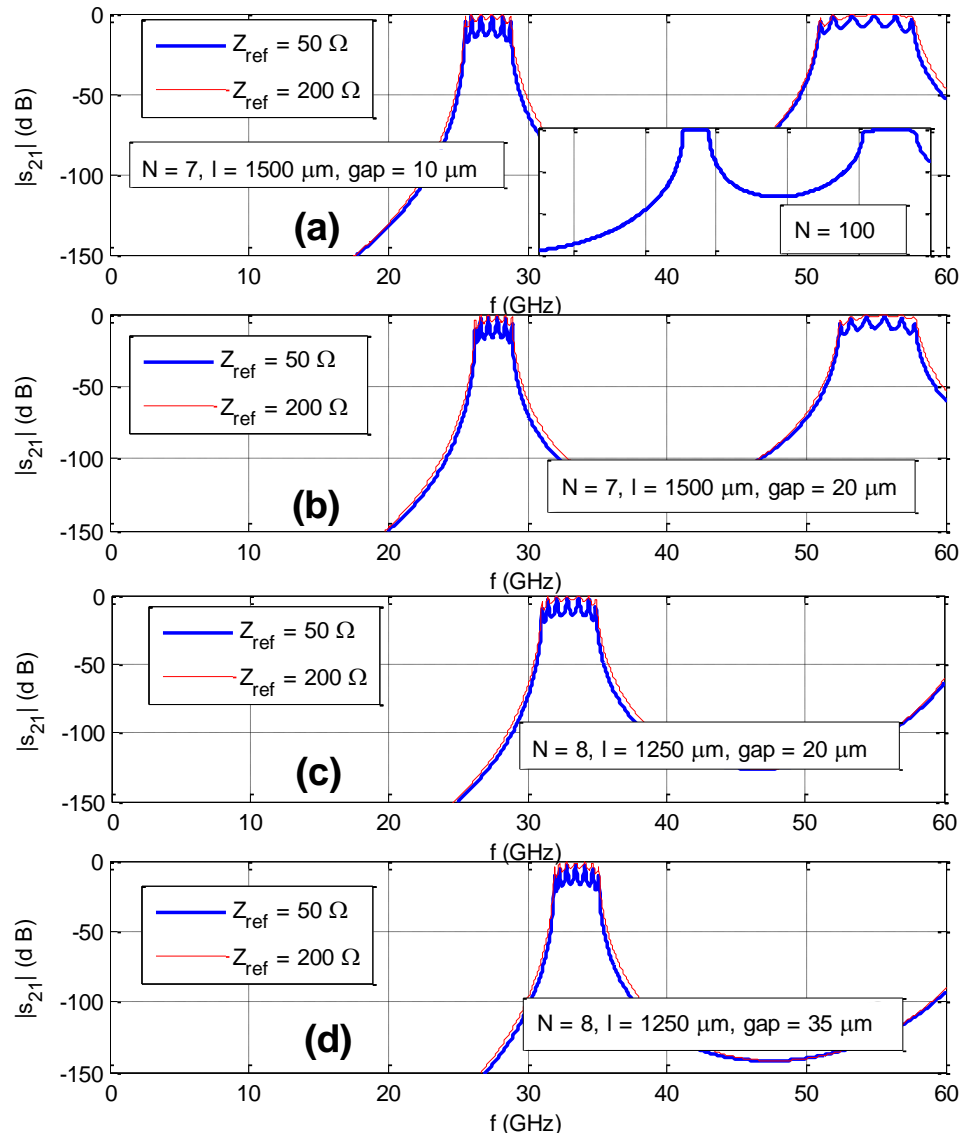 0
-50
-100
-150
|s21| (d B)
Zref = 50 Ω
Zref = 200 Ω
N = 7, l = 1500 μm, gap = 10 μm
(a)
N = 100
0 10 20 30 40 50 60
f (GHz)
0
-50
-100
-150
|s21| (d B)
Zref = 50 Ω
Zref = 200 Ω
N = 7, l = 1500 μm, gap = 20 μm
(b)
0 10 20 30 40 50 60
f (GHz)
0
-50
-100
-150
|s21| (d B)
Zref = 50 Ω
Zref = 200 Ω
N = 8, l = 1250 μm, gap = 20 μm
(c)
0 10 20 30 40 50 60
f (GHz)
0
-50
-100
-150
|s21| (d B)
Zref = 50 Ω
Zref = 200 Ω
N = 8, l = 1250 μm, gap = 35 μm
(d)
0 10 20 30 40 50 60
f (GHz)